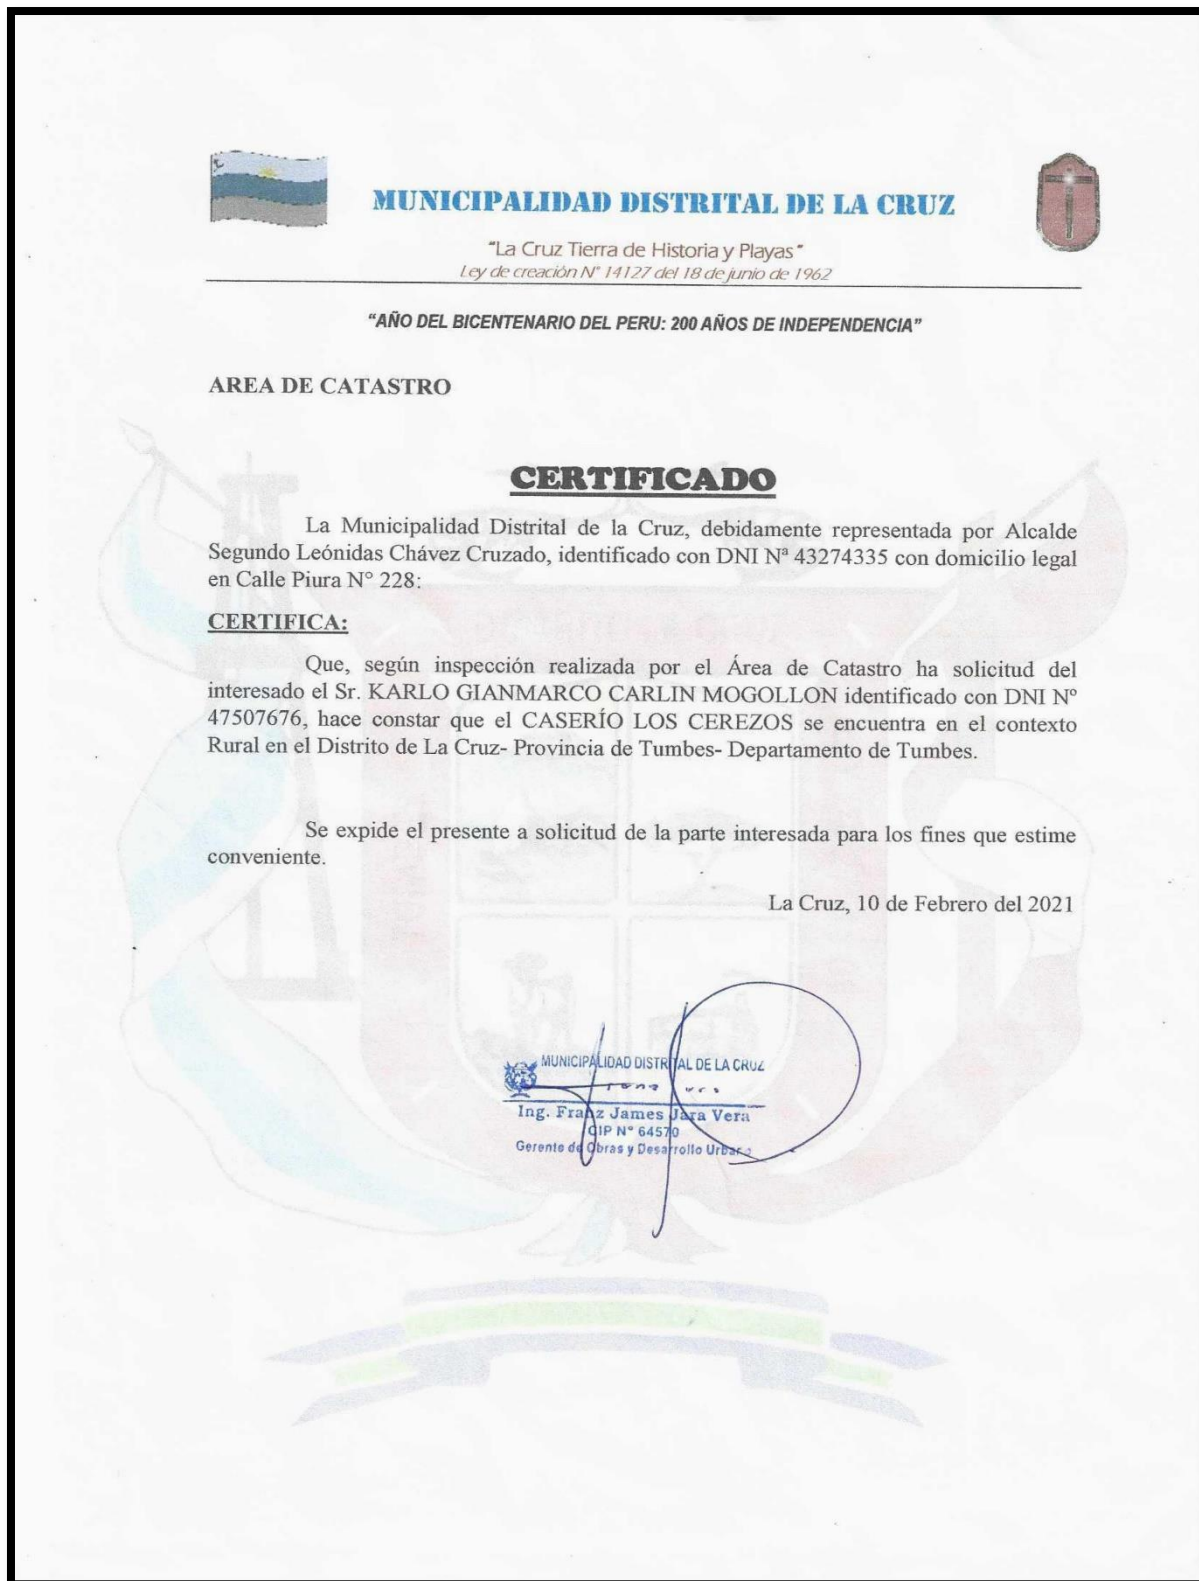 MUNICIPALIDAD DISTRITAL DE LA CRUZ
"La Cruz Tierra de Historia y Playas"
Ley de creación N° 14127 del 18 de junio de 1962
"AÑO DEL BICENTENARIO DEL PERU: 200 AÑOS DE INDEPENDENCIA"
AREA DE CATASTRO
CERTIFICADO
La Municipalidad Distrital de la Cruz, debidamente representada por Alcalde
Segundo Leónidas Chávez Cruzado, identificado con DNI Nª 43274335 con domicilio legal
en Calle Piura N° 228:
CERTIFICA:
Que, según inspección realizada por el Área de Catastro ha solicitud del
interesado el Sr. KARLO GIANMARCO CARLIN MOGOLLON identificado con DNI Nº
47507676, hace constar que el CASERÍO LOS CEREZOS se encuentra en el contexto
Rural en el Distrito de La Cruz- Provincia de Tumbes- Departamento de Tumbes.
Se expide el presente a solicitud de la parte interesada para los fines que estime
conveniente.
La Cruz, 10 de Febrero del 2021
MUNICIPALIDAD DISTRITAL DE LA CRUZ
Ing. Franz James Jara Vera
CIP N° 64570
Gerente de Obras y Desarrollo Urbano